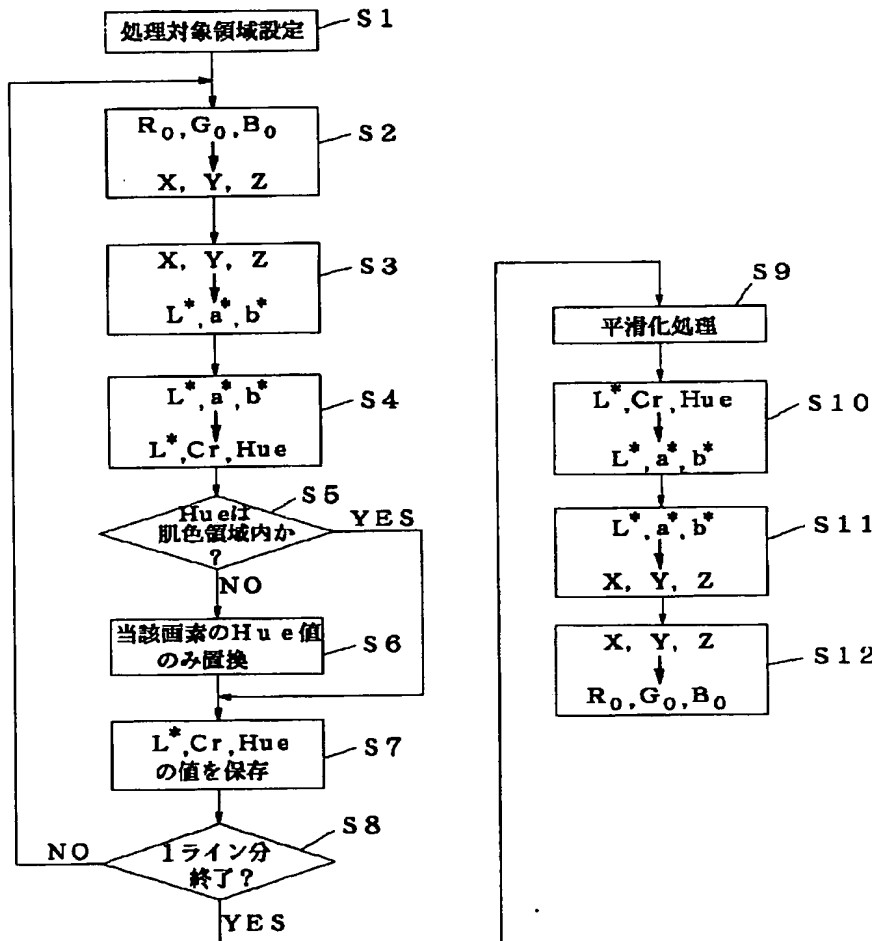 処理対象領域設定
S1
R₀,G₀,B₀
X, Y, Z
S2
X, Y, Z
L*,a*,b*
S3
L*,a*,b*
L*,Cr,Hue
S4
Hueは
肌色領域内か
?
S5
YES
NO
当該画素のHue値
のみ置換
S6
L*,Cr,Hue
の値を保存
S7
1ライン分
終了?
S8
NO
YES
平滑化処理
S9
L*,Cr,Hue
L*,a*,b*
S10
L*,a*,b*
X, Y, Z
S11
X, Y, Z
R₀,G₀,B₀
S12